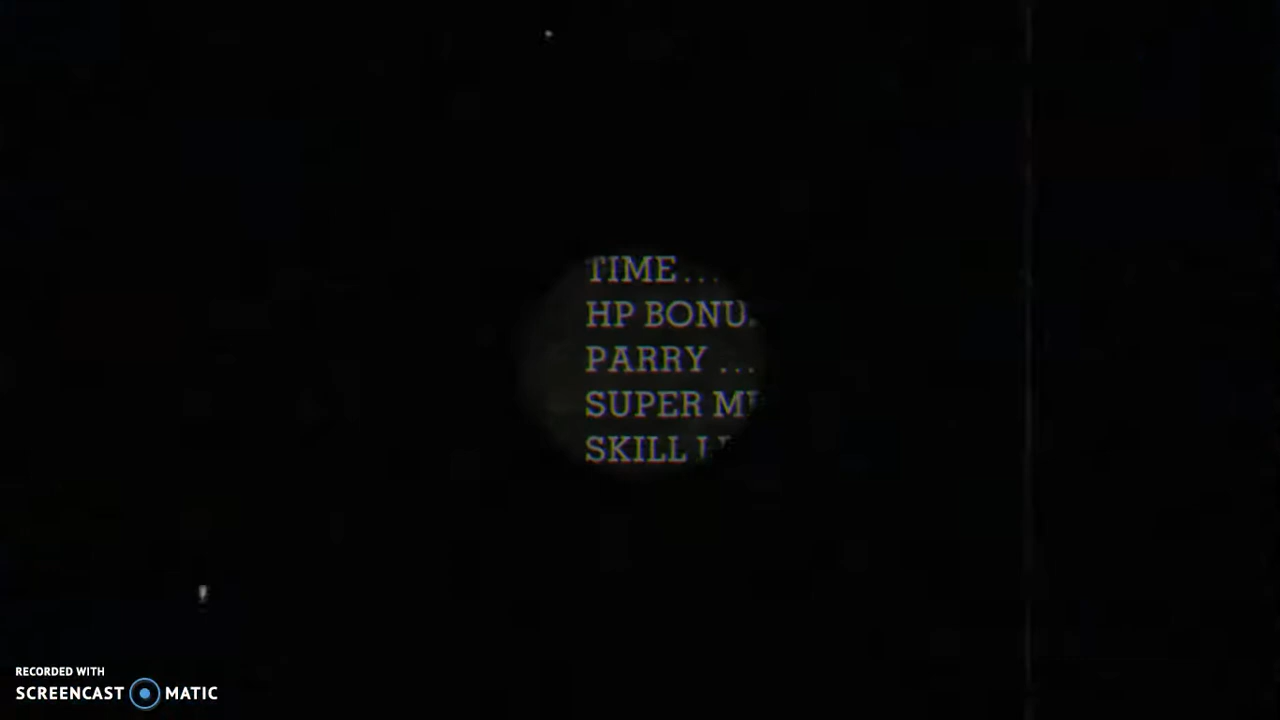 TIME...
HP BONU
PARRY ...
SUPER M
SKILL L
RECORDED WITH
SCREENCAST MATIC